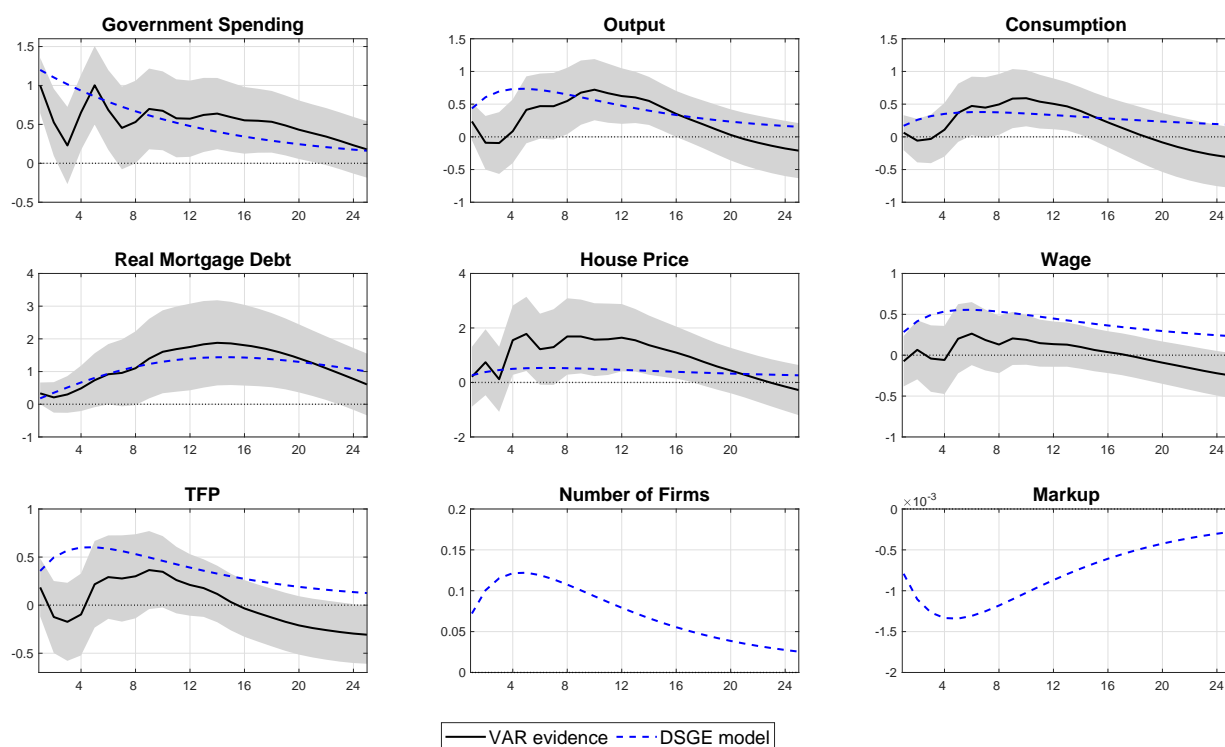 Government Spending
1.5
1
0.5
0
-0.5
4 8 12 16 20 24
Output
1.5
1
0.5
0
-0.5
-1
4 8 12 16 20 24
Consumption
1.5
1
0.5
0
-0.5
-1
4 8 12 16 20 24
Real Mortgage Debt
4
3
2
1
0
-1
4 8 12 16 20 24
House Price
4
2
0
-2
4 8 12 16 20 24
Wage
1
0.5
0
-0.5
-1
4 8 12 16 20 24
TFP
1
0.5
0
-0.5
4 8 12 16 20 24
Number of Firms
0.2
0.15
0.1
0.05
0
4 8 12 16 20 24
Markup
×10-3
0
-0.5
-1
-1.5
-2
4 8 12 16 20 24
VAR evidence DSGE model